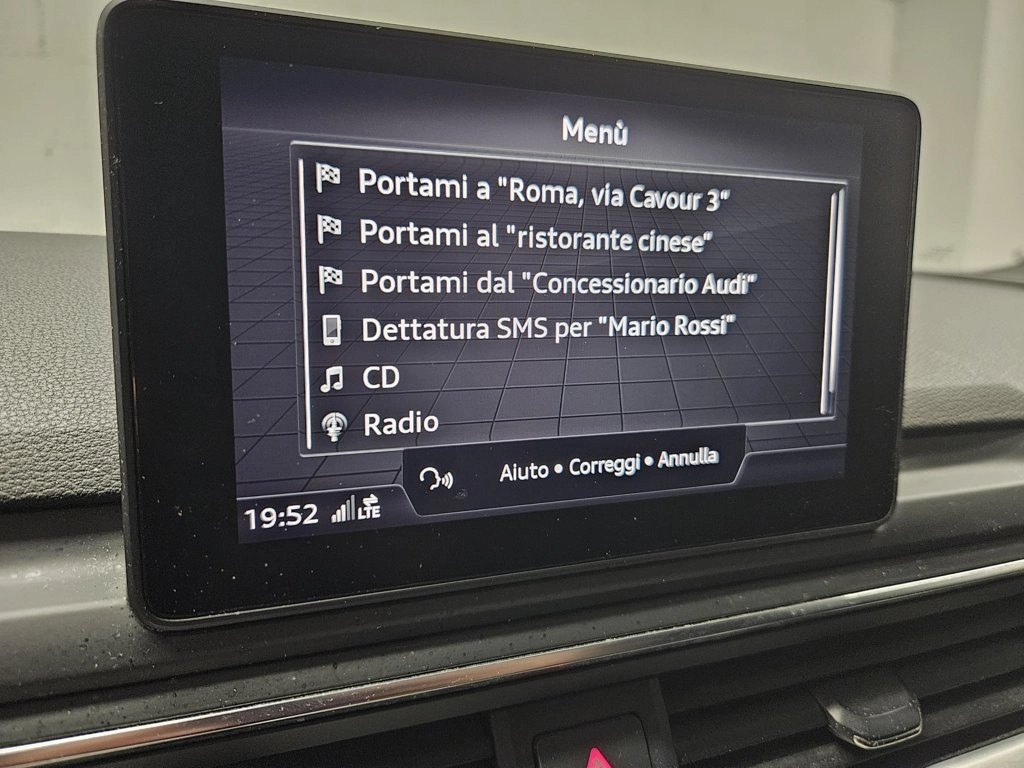 Menù
Portami a "Roma, via Cavour 3"
Portami al "ristorante cinese"
Portami dal "Concessionario Audi"
Dettatura SMS per "Mario Rossi"
CD
Radio
Aiuto • Correggi • Annulla
19:52 LTE